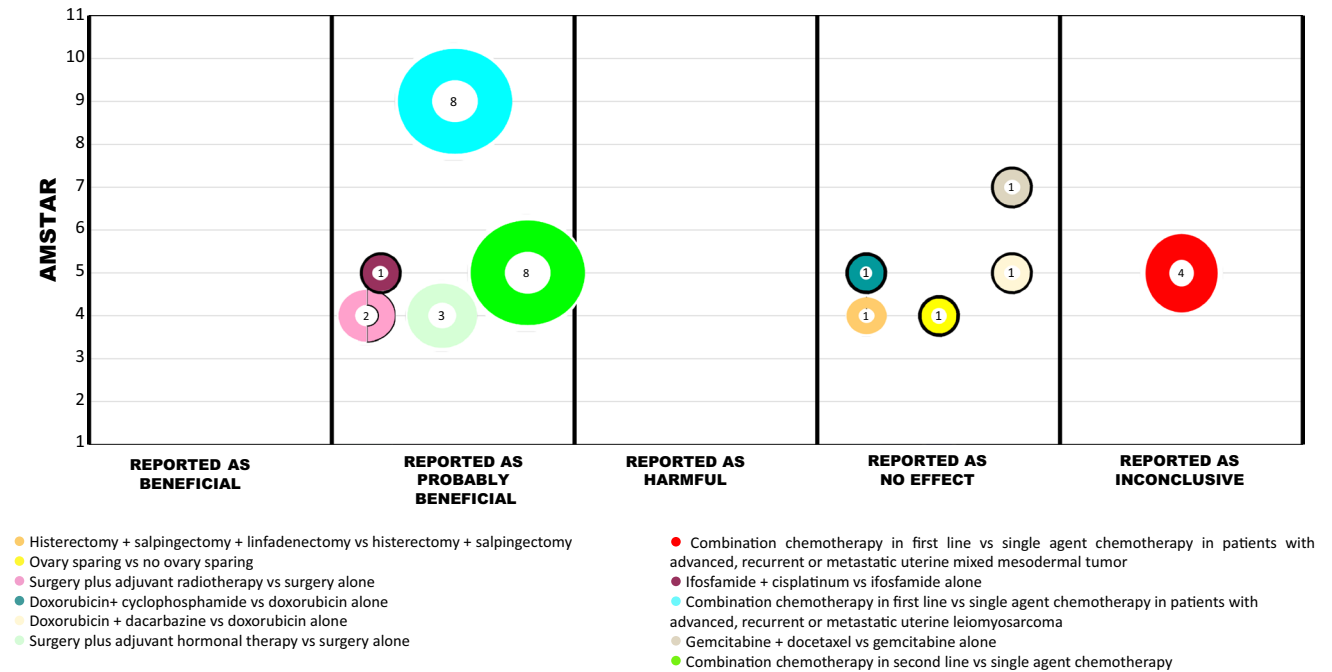 11
10
9
8
7
6
5
4
3
2
1
AMSTAR
8
1
1
8
1
1
4
2
3
1
1
REPORTED AS
BENEFICIAL
REPORTED AS
PROBABLY
BENEFICIAL
REPORTED AS
HARMFUL
REPORTED AS
NO EFFECT
REPORTED AS
INCONCLUSIVE
Histerectomy + salpingectomy + linfadenectomy vs histerectomy + salpingectomy
Ovary sparing vs no ovary sparing
Surgery plus adjuvant radiotherapy vs surgery alone
Doxorubicin+ cyclophosphamide vs doxorubicin alone
Doxorubicin + dacarbazine vs doxorubicin alone
Surgery plus adjuvant hormonal therapy vs surgery alone
Combination chemotherapy in first line vs single agent chemotherapy in patients with
advanced, recurrent or metastatic uterine mixed mesodermal tumor
Ifosfamide + cisplatinum vs ifosfamide alone
Combination chemotherapy in first line vs single agent chemotherapy in patients with
advanced, recurrent or metastatic uterine leiomyosarcoma
Gemcitabine + docetaxel vs gemcitabine alone
Combination chemotherapy in second line vs single agent chemotherapy